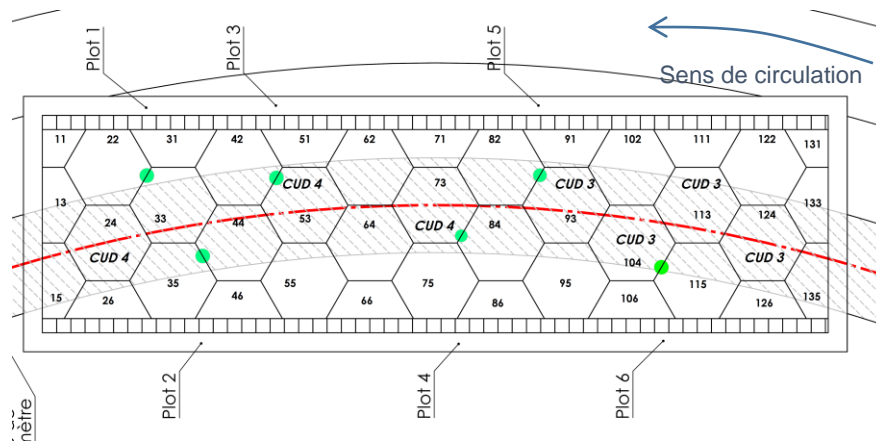 Plot 1
Plot 3
Plot 5
Sens de circulation
11 22 31 42 51 62 71 82 91 102 111 122 131
CUD 4 73 CUD 3 CUD 3
13 24 33 44 53 64 CUD 4 84 93 113 124 133
CUD 3
CUD 4 104 CUD 3
15 26 35 46 55 66 75 86 95 106 115 126 135
Plot 2
Plot 4
Plot 6
mètre